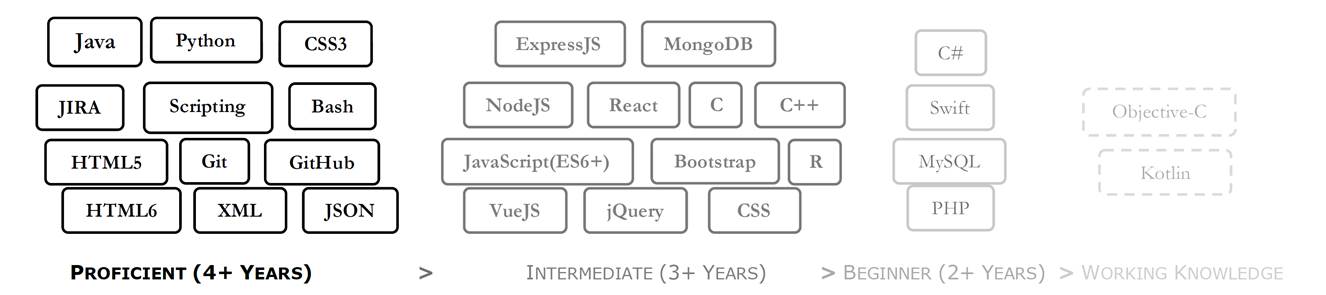 Java Python CSS3
JIRA Scripting Bash
HTML5 Git GitHub
HTML6 XML JSON
ExpressJS MongoDB
NodeJS React C C++
JavaScript(ES6+) Bootstrap R
VueJS jQuery CSS
C#
Swift
MySQL
PHP
Objective-C
Kotlin
PROFICIENT (4+ YEARS) > INTERMEDIATE (3+ YEARS) > BEGINNER (2+ YEARS) > WORKING KNOWLEDGE